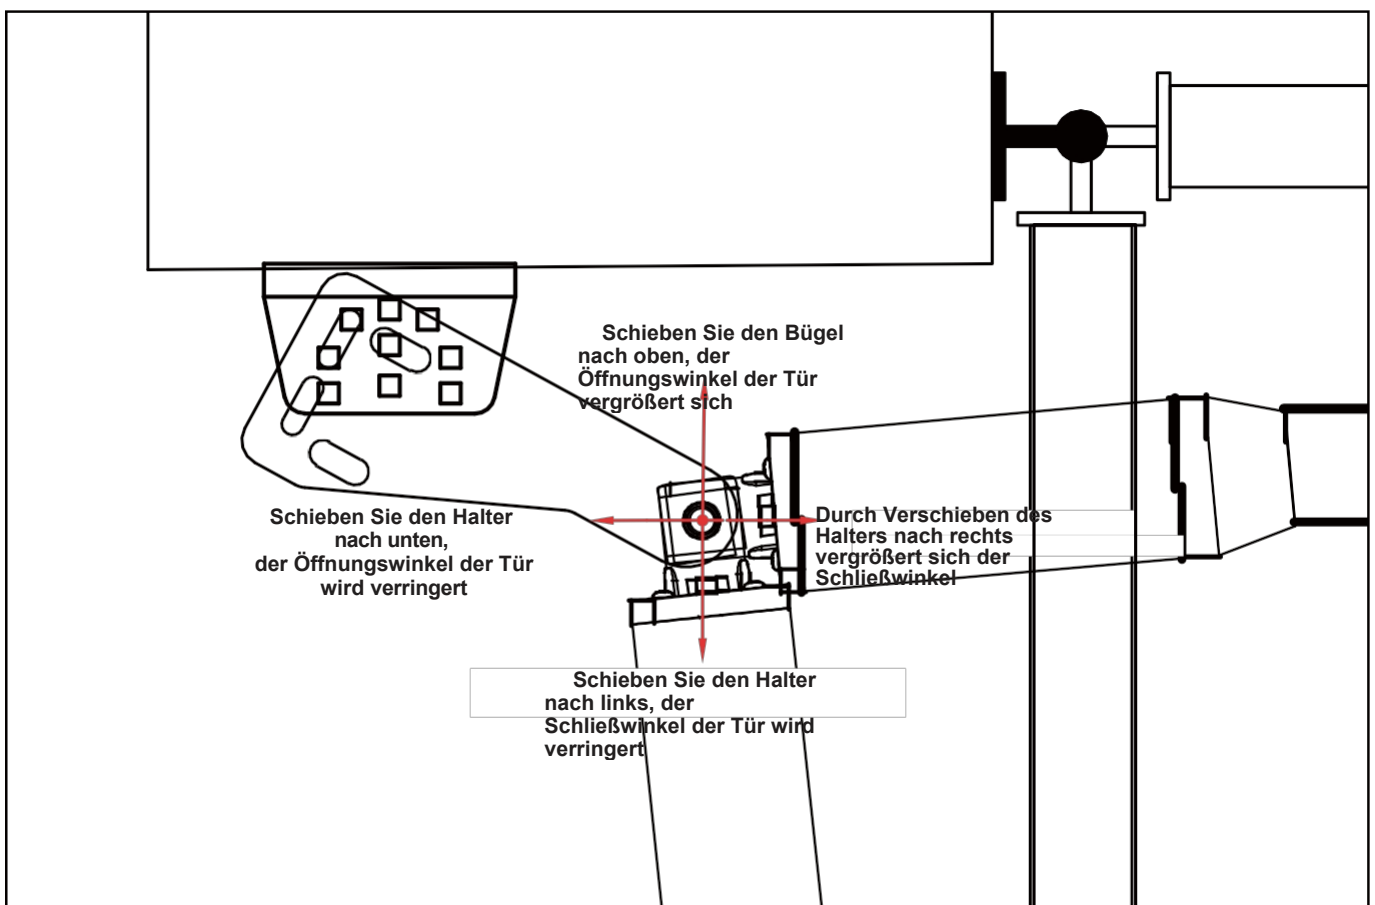 Schieben Sie den Bügel
nach oben, der
Öffnungswinkel der Tür
vergrößert sich
Schieben Sie den Halter
nach unten,
der Öffnungswinkel der Tür
wird verringert
Durch Verschieben des
Halters nach rechts
vergrößert sich der
Schließwinkel
Schieben Sie den Halter
nach links, der
Schließwinkel der Tür wird
verringert